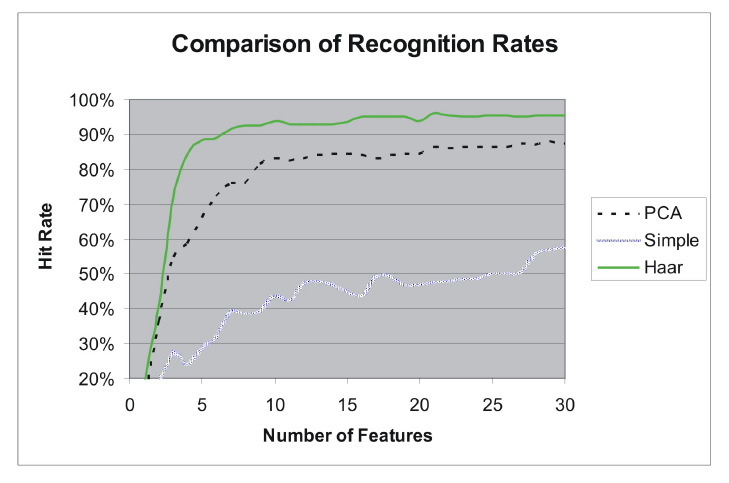 Comparison of Recognition Rates
100%
90%
80%
70%
60%
50%
40%
30%
20%
Hit Rate
0 5 10 15 20 25 30
Number of Features
PCA
Simple
Haar